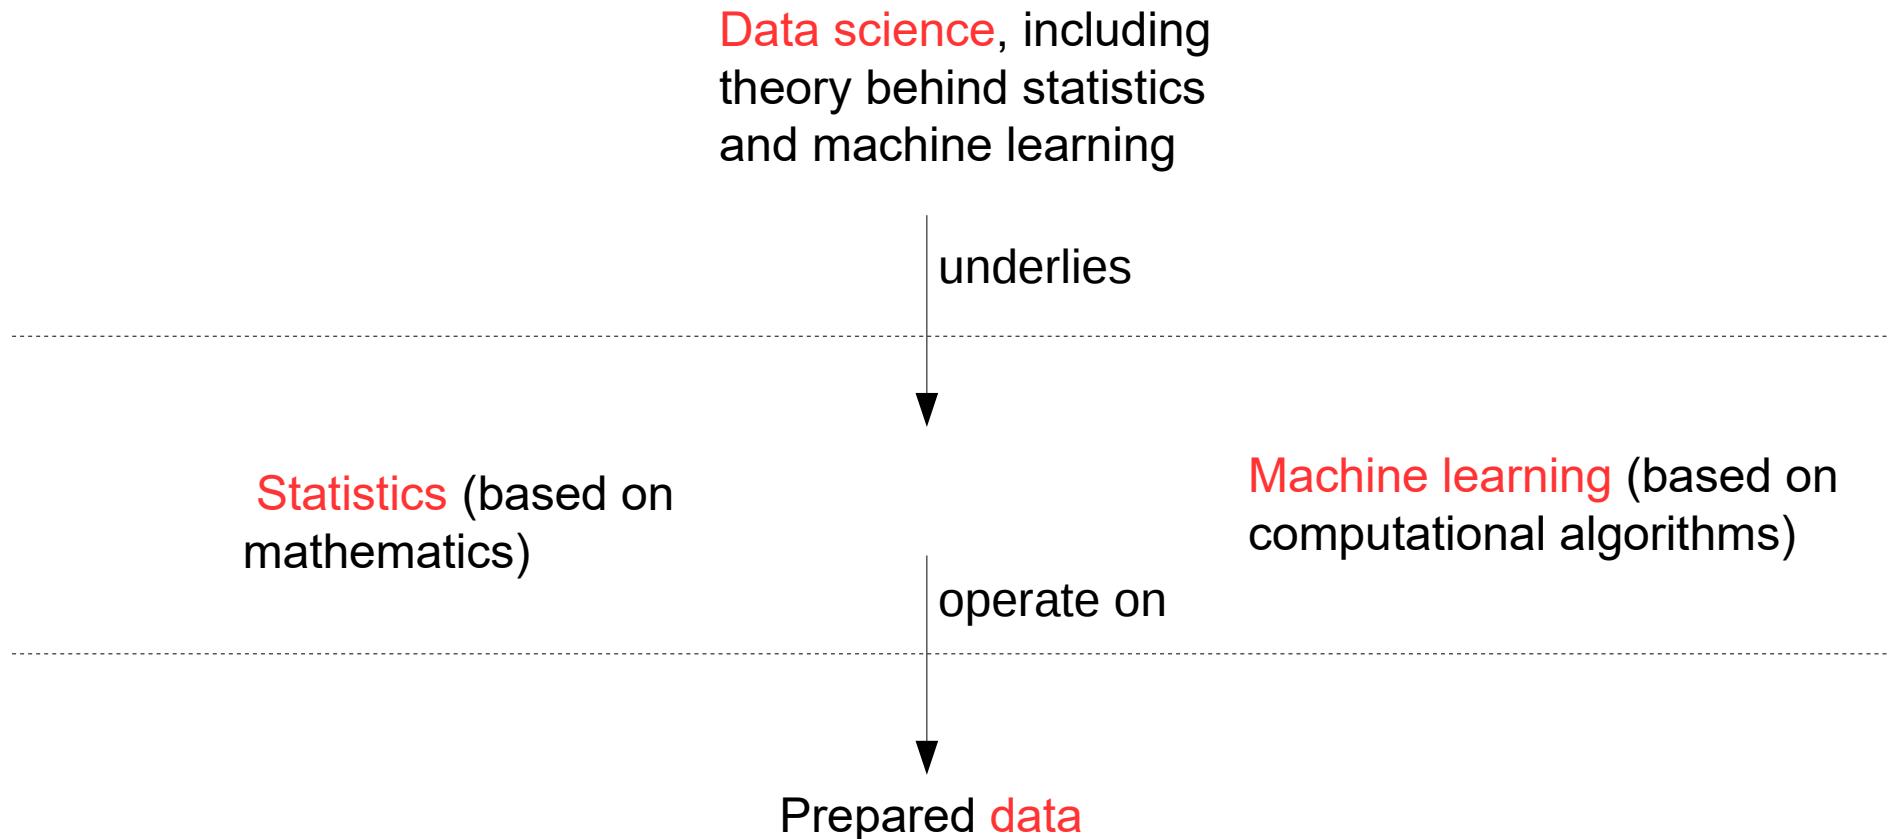 Data science, including
theory behind statistics
and machine learning
underlies
Statistics (based on
mathematics)
Machine learning (based on
computational algorithms)
operate on
Prepared data